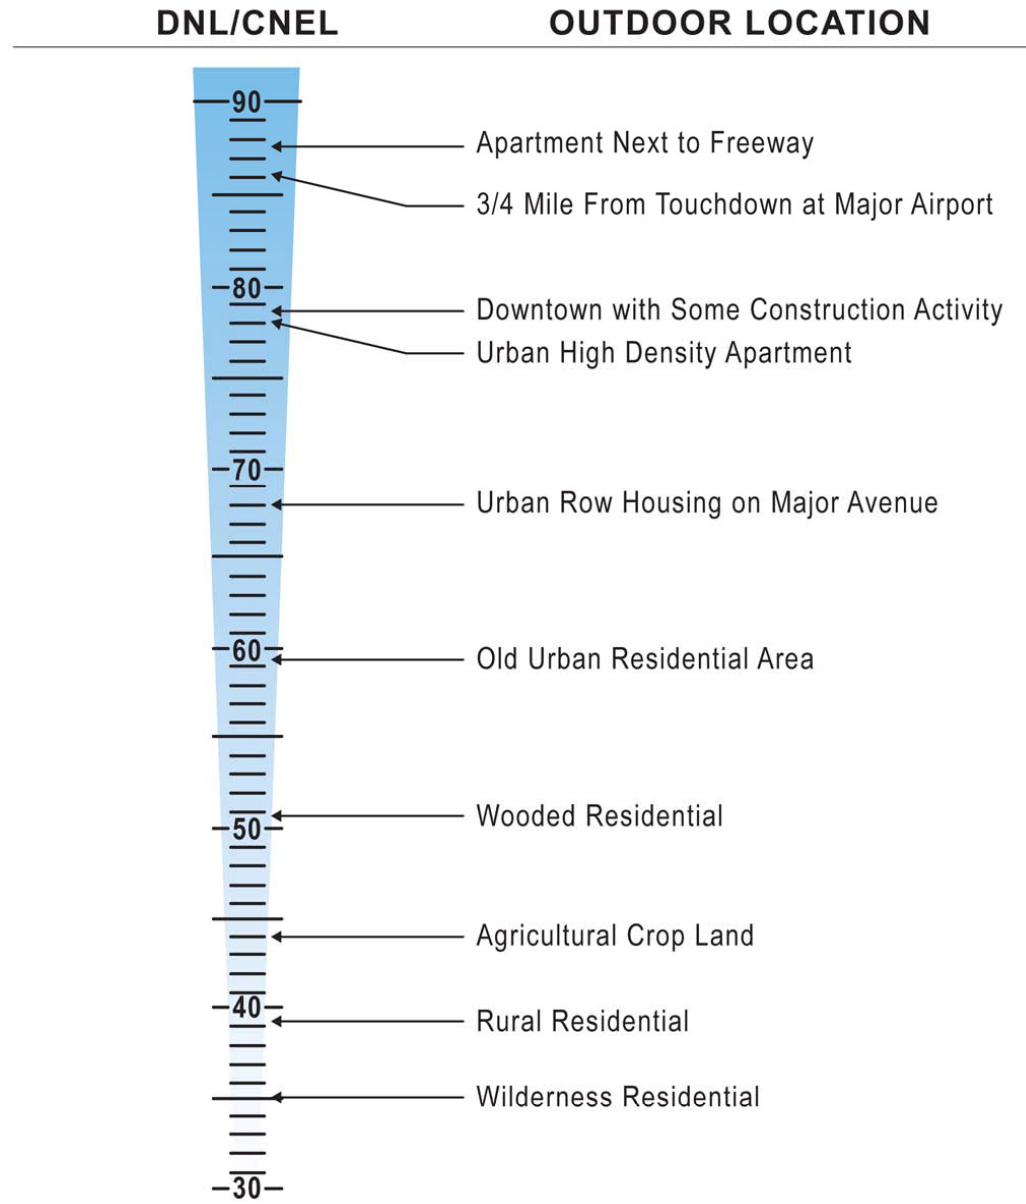 DNL/CNEL OUTDOOR LOCATION
90
Apartment Next to Freeway
3/4 Mile From Touchdown at Major Airport
80
Downtown with Some Construction Activity
Urban High Density Apartment
70
Urban Row Housing on Major Avenue
60
Old Urban Residential Area
Wooded Residential
50
Agricultural Crop Land
40
Rural Residential
Wilderness Residential
30